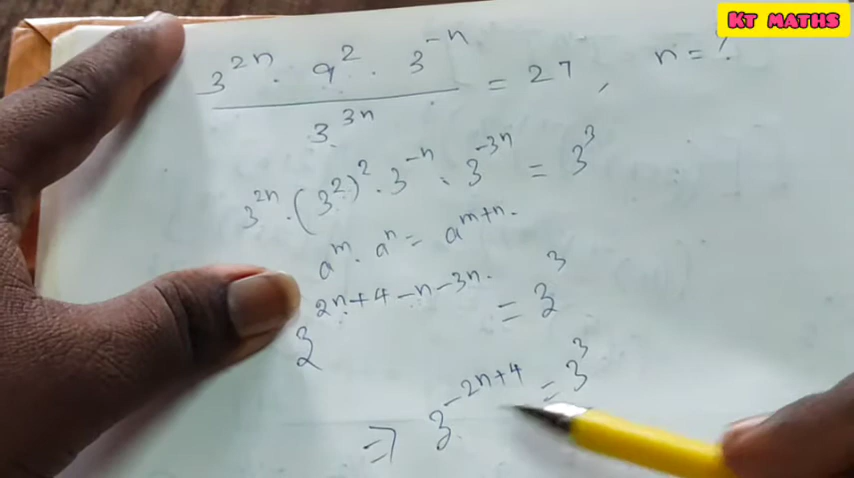 KT MATHS
3^{2n} · 9^2 · 3^{-n} / 3^{3n} = 27, n = ?
3^{2n} · (3^2)^2 · 3^{-n} · 3^{-3n} = 3^3
a^m · a^n = a^{m+n}.
3^{2n+4-n-3n} = 3^3
⇒ 3^{-2n+4} = 3^3